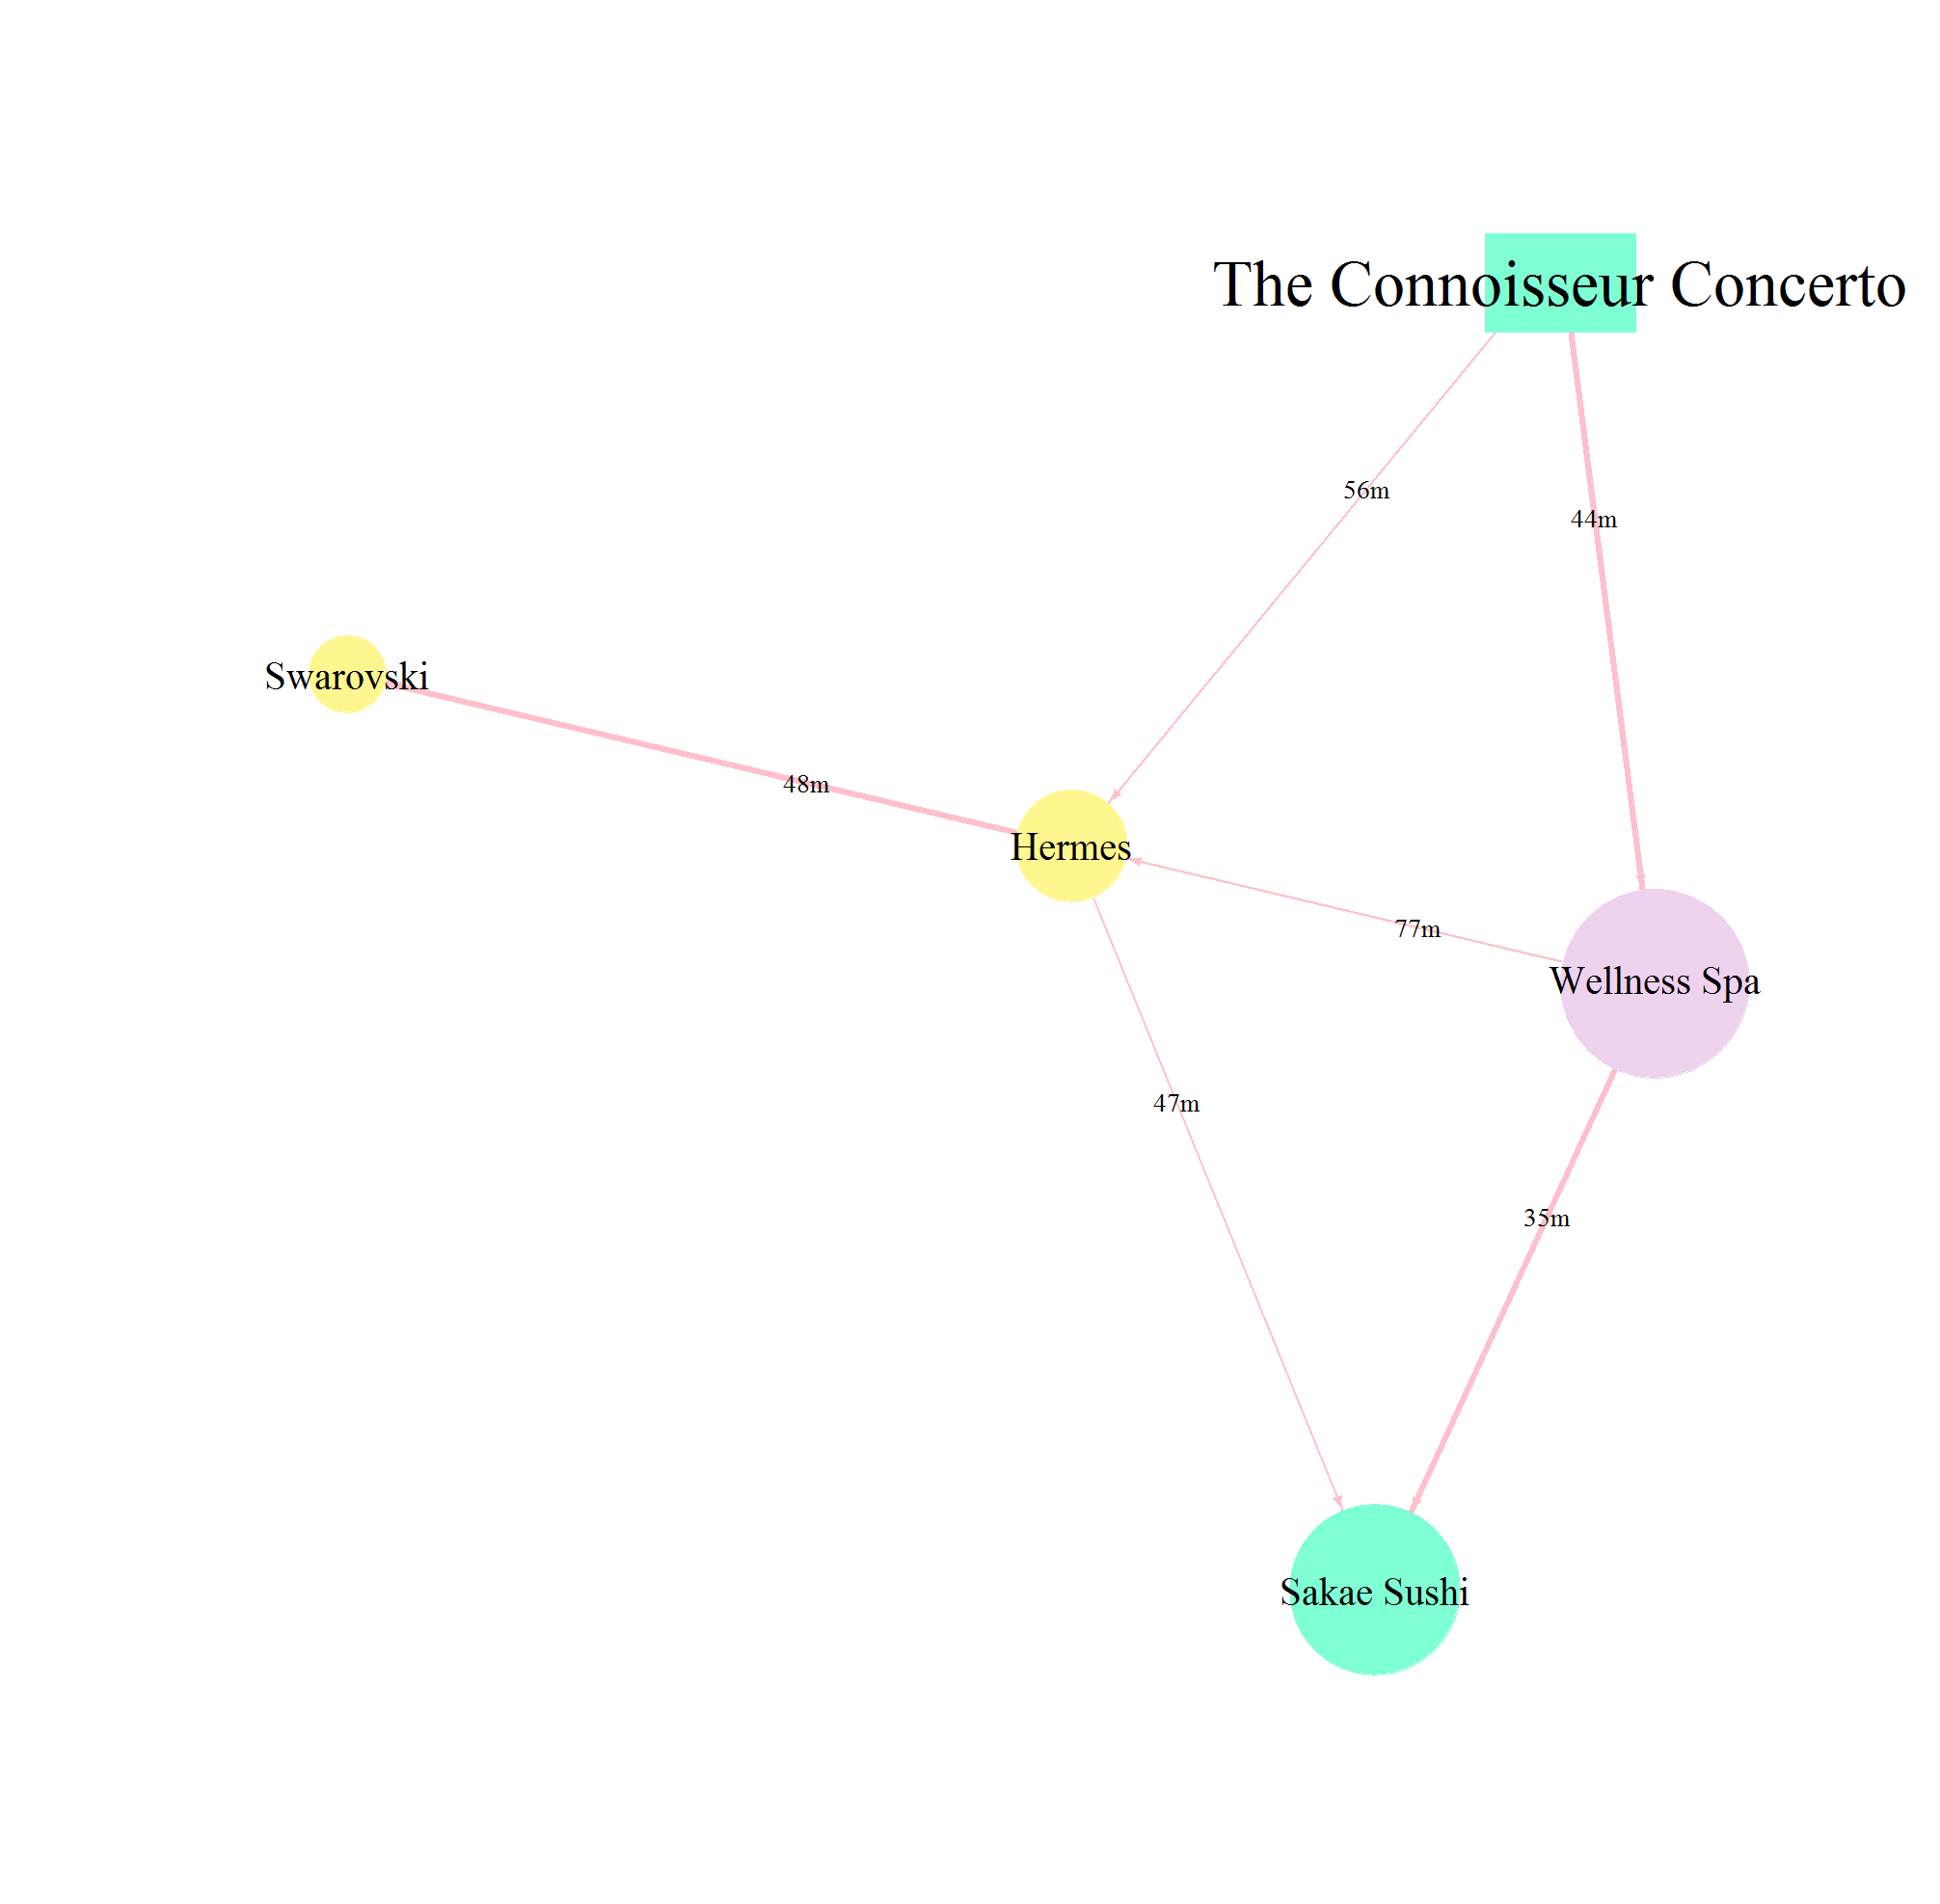 The Connoisseur Concerto
56m
44m
Swarovski
48m
Hermes
77m
Wellness Spa
47m
35m
Sakae Sushi